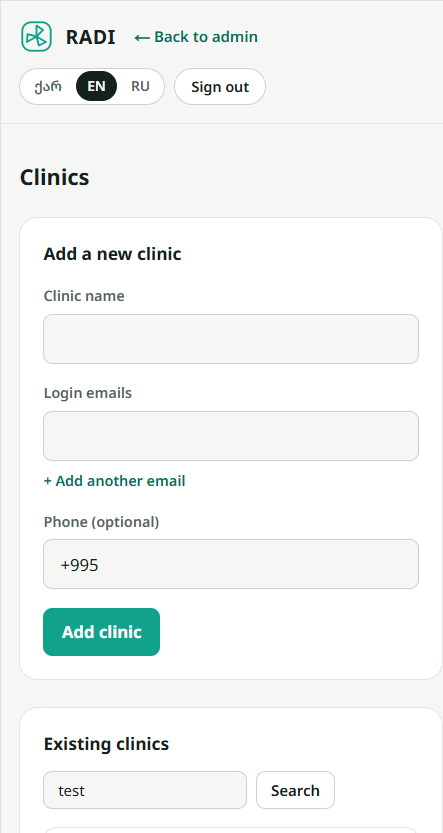 RADI
← Back to admin
ქარ EN RU
Sign out
Clinics
Add a new clinic
Clinic name
Login emails
+ Add another email
Phone (optional)
+995
Add clinic
Existing clinics
test
Search